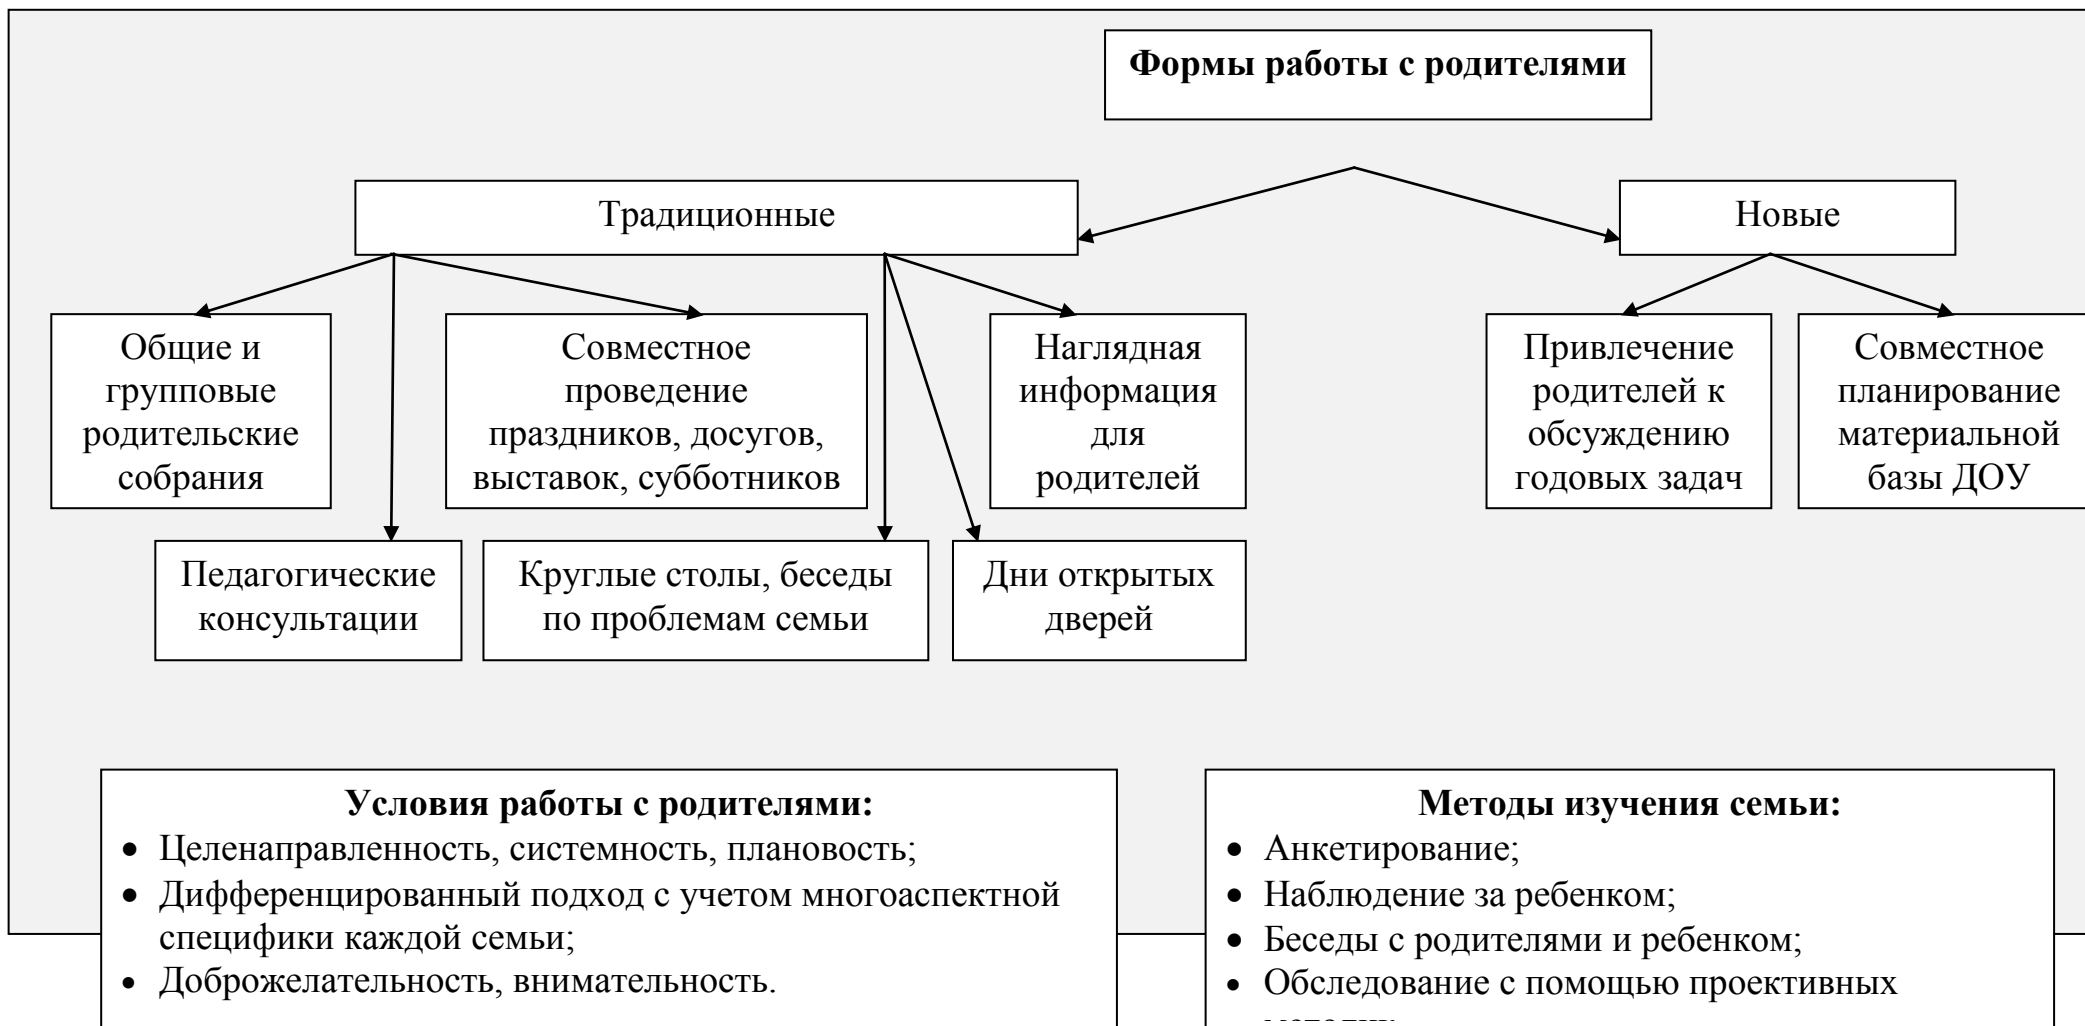 Формы работы с родителями
Традиционные
Новые
Общие и
групповые
родительские
собрания
Совместное
проведение
праздников, досугов,
выставок, субботников
Наглядная
информация
для
родителей
Привлечение
родителей к
обсуждению
годовых задач
Совместное
планирование
материальной
базы ДОУ
Педагогические
консультации
Круглые столы, беседы
по проблемам семьи
Дни открытых
дверей
Условия работы с родителями:
• Целенаправленность, системность, плановость;
• Дифференцированный подход с учетом многоаспектной
специфики каждой семьи;
• Доброжелательность, внимательность.
Методы изучения семьи:
• Анкетирование;
• Наблюдение за ребенком;
• Беседы с родителями и ребенком;
• Обследование с помощью проективных